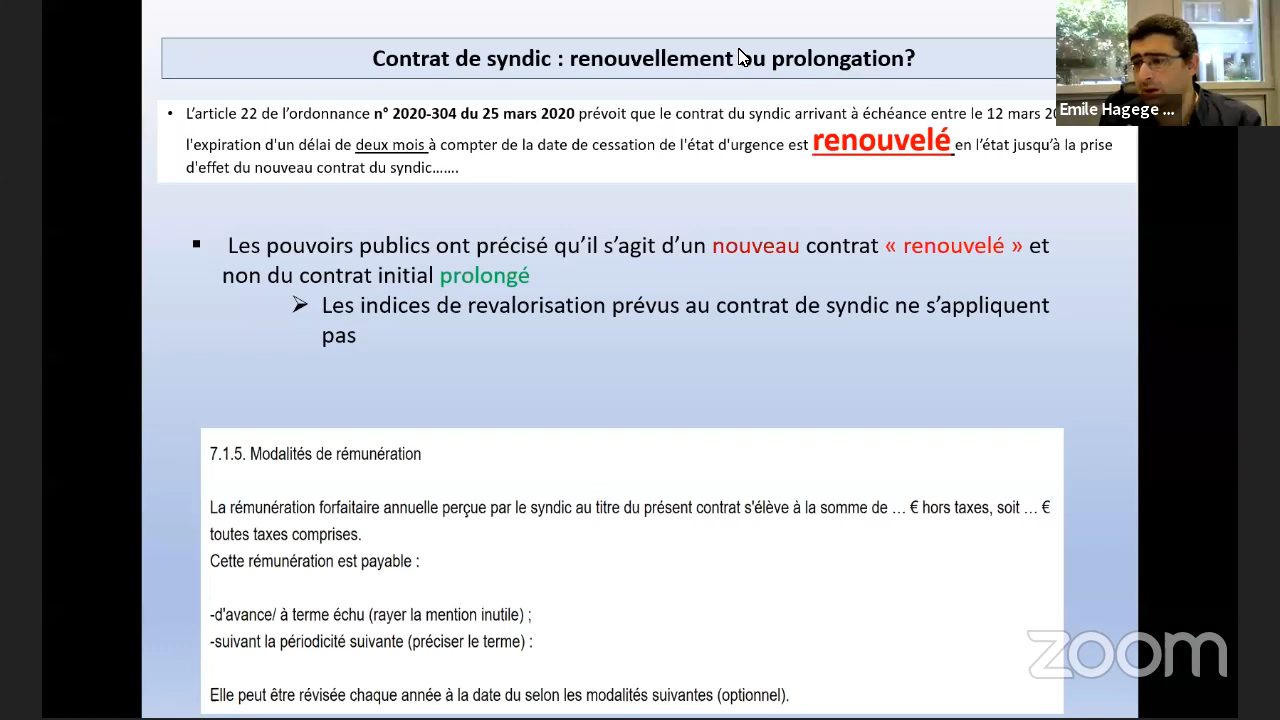 Contrat de syndic : renouvellement ou prolongation?
• L'article 22 de l'ordonnance n° 2020-304 du 25 mars 2020 prévoit que le contrat du syndic arrivant à échéance entre le 12 mars
l'expiration d'un délai de deux mois à compter de la date de cessation de l'état d'urgence est renouvelé en l'état jusqu'à la prise
d'effet du nouveau contrat du syndic…….
Emile Hagege ...
▪ Les pouvoirs publics ont précisé qu'il s'agit d'un nouveau contrat « renouvelé » et
non du contrat initial prolongé
➢ Les indices de revalorisation prévus au contrat de syndic ne s'appliquent
pas
7.1.5. Modalités de rémunération
La rémunération forfaitaire annuelle perçue par le syndic au titre du présent contrat s'élève à la somme de … € hors taxes, soit … €
toutes taxes comprises.
Cette rémunération est payable :
-d'avance/ à terme échu (rayer la mention inutile) ;
-suivant la périodicité suivante (préciser le terme) :
Elle peut être révisée chaque année à la date du selon les modalités suivantes (optionnel).
zoom